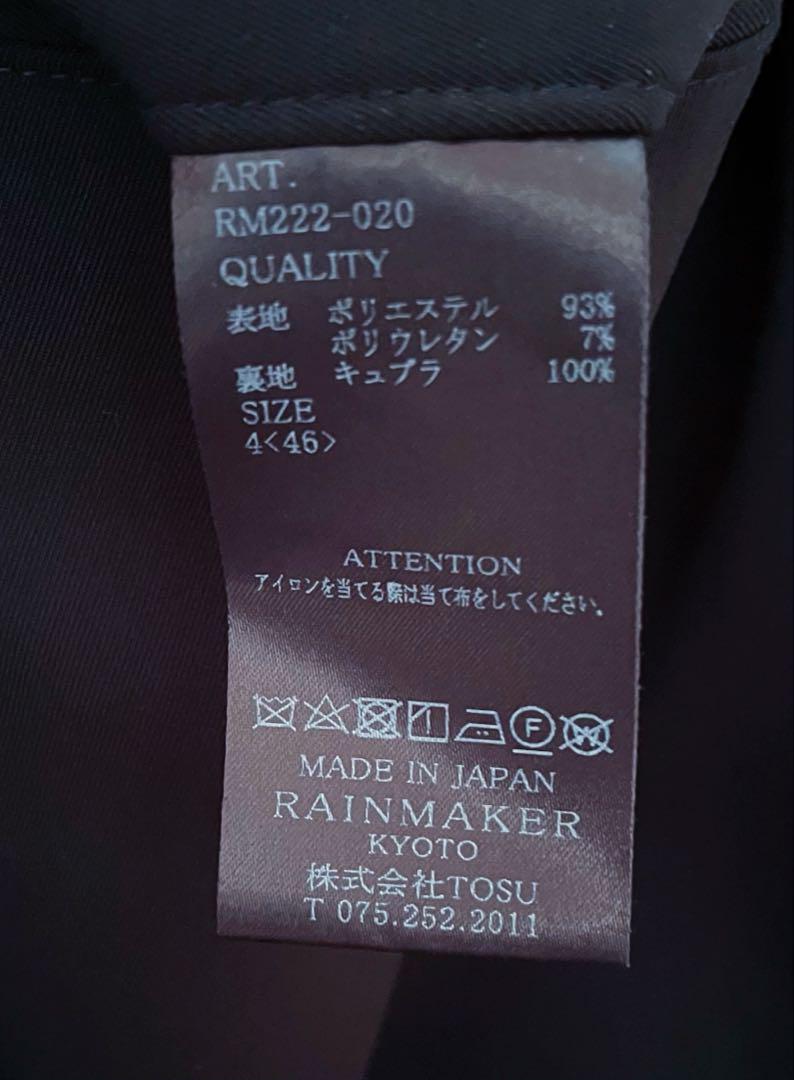 ART.
RM222-020
QUALITY
表地 ポリエステル 93%
ポリウレタン 7%
裏地 キュプラ 100%
SIZE
4<46>
ATTENTION
アイロンを当てる際は当て布をしてください。
F W
MADE IN JAPAN
RAINMAKER
KYOTO
株式会社TOSU
T 075.252.2011